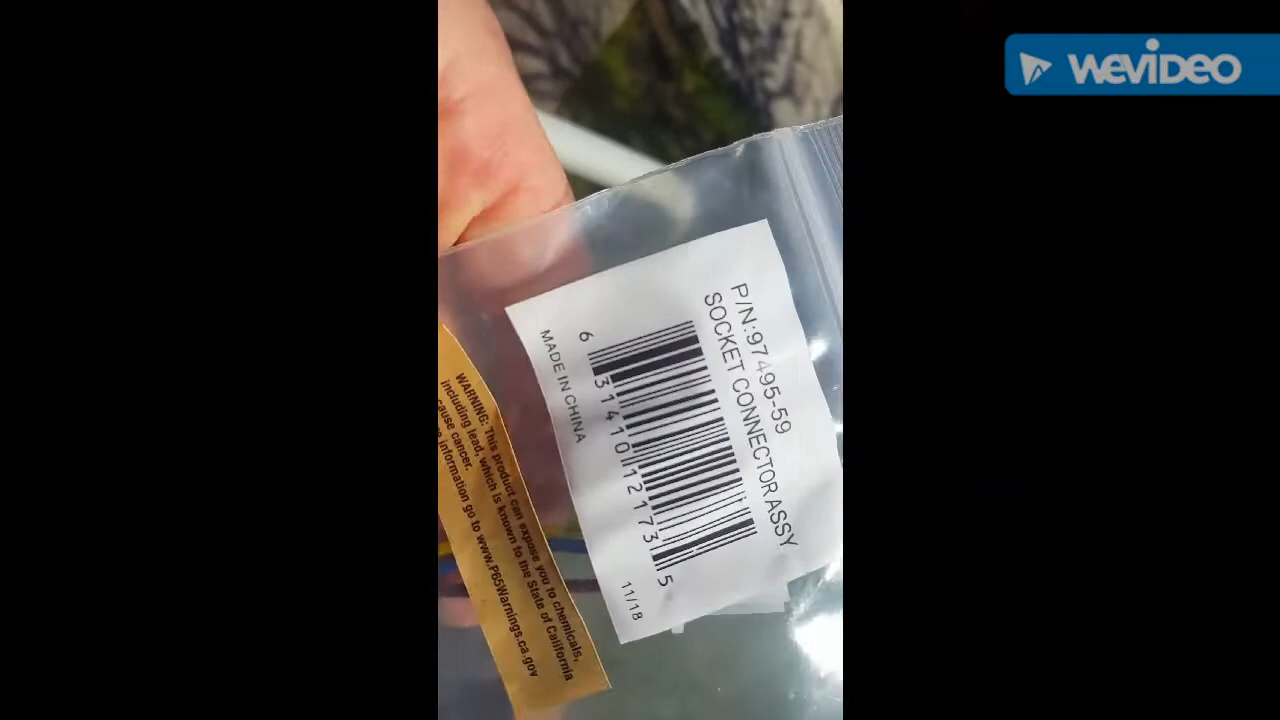 WEVIDEO
P/N:97495-59
SOCKET CONNECTOR ASSY
6 31410 12173 5
MADE IN CHINA
11/18
WARNING: This product can expose you to chemicals,
including lead, which is known to the State of California
cause cancer.
information go to www.P65Warnings.ca.gov